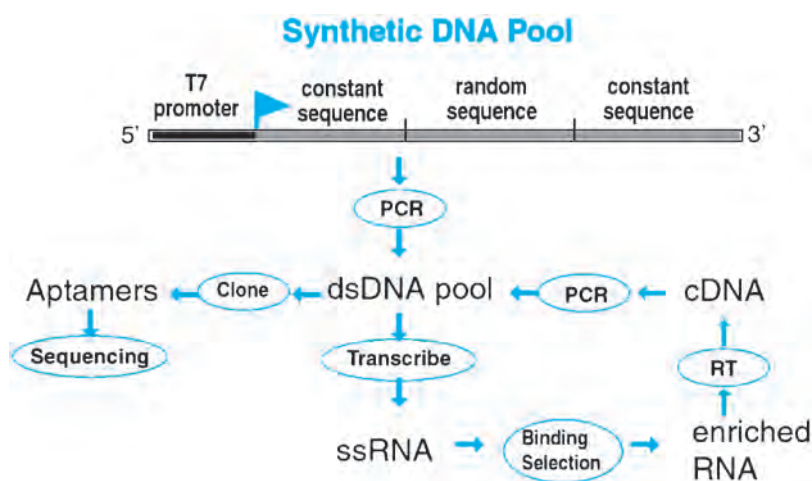 Synthetic DNA Pool
T7
promoter
constant
sequence
random
sequence
constant
sequence
5'
3'
PCR
Aptamers
Clone
dsDNA pool
PCR
cDNA
Sequencing
Transcribe
RT
ssRNA
Binding
Selection
enriched
RNA